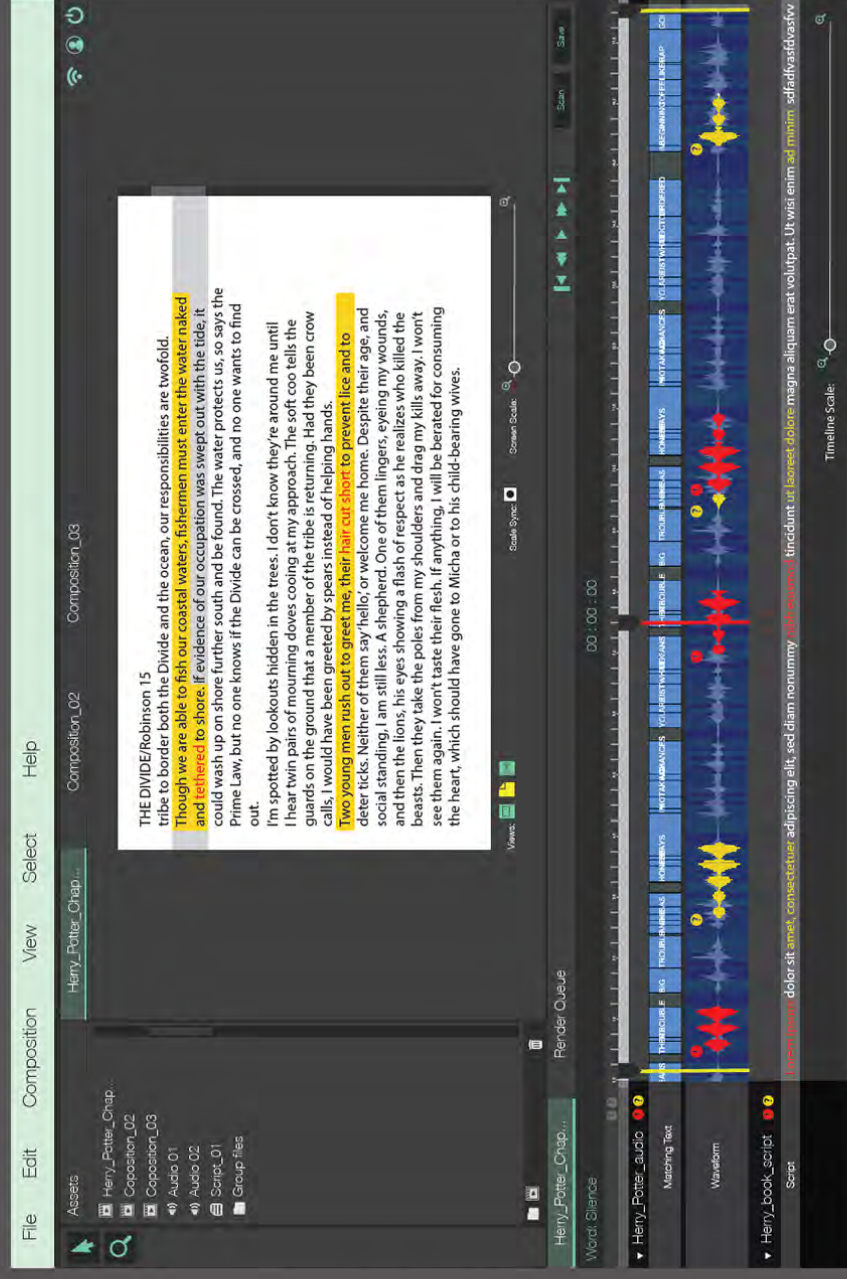 File Edit Composition View Select Help
Assets
Herry_Potter_Chap...
Coposition_02
Coposition_03
Audio 01
Audio 02
Script_01
Group files
Herry_Potter_Chap... Composition_02 Composition_03
THE DIVIDE/Robinson 15
tribe to border both the Divide and the ocean, our responsibilities are twofold.
Though we are able to fish our coastal waters, fishermen must enter the water naked
and tethered to shore. If evidence of our occupation was swept out with the tide, it
could wash up on shore further south and be found. The water protects us, so says the
Prime Law, but no one knows if the Divide can be crossed, and no one wants to find
out.
I'm spotted by lookouts hidden in the trees. I don't know they're around me until
I hear twin pairs of mourning doves cooing at my approach. The soft coo tells the
guards on the ground that a member of the tribe is returning. Had they been crow
calls, I would have been greeted by spears instead of helping hands.
Two young men rush out to greet me, their hair cut short to prevent lice and to
deter ticks. Neither of them say 'hello', or welcome me home. Despite their age, and
social standing, I am still less. A shepherd. One of them lingers, eyeing my wounds,
and then the lions, his eyes showing a flash of respect as he realizes who killed the
beasts. Then they take the poles from my shoulders and drag my kills away. I won't
see them again. I won't taste their flesh. If anything, I will be berated for consuming
the heart, which should have gone to Micha or to his child-bearing wives.
Views: Scale Sync: Screen Scale:
Herry_Potter_Chap... Render Queue
Scan Save
Word: Silence 00:00:00
Herry_Potter_audio
Matching Text
BIG TROUBLE
BIG TROUBLE
GO
Waveform
Herry_book_script
Script
dolor sit amet, consectetuer adipiscing elit, sed diam nonummy tincidunt ut laoreet dolore magna aliquam erat volutpat. Ut wisi enim ad minim sdfadfvasfdvasfvv
Timeline Scale: